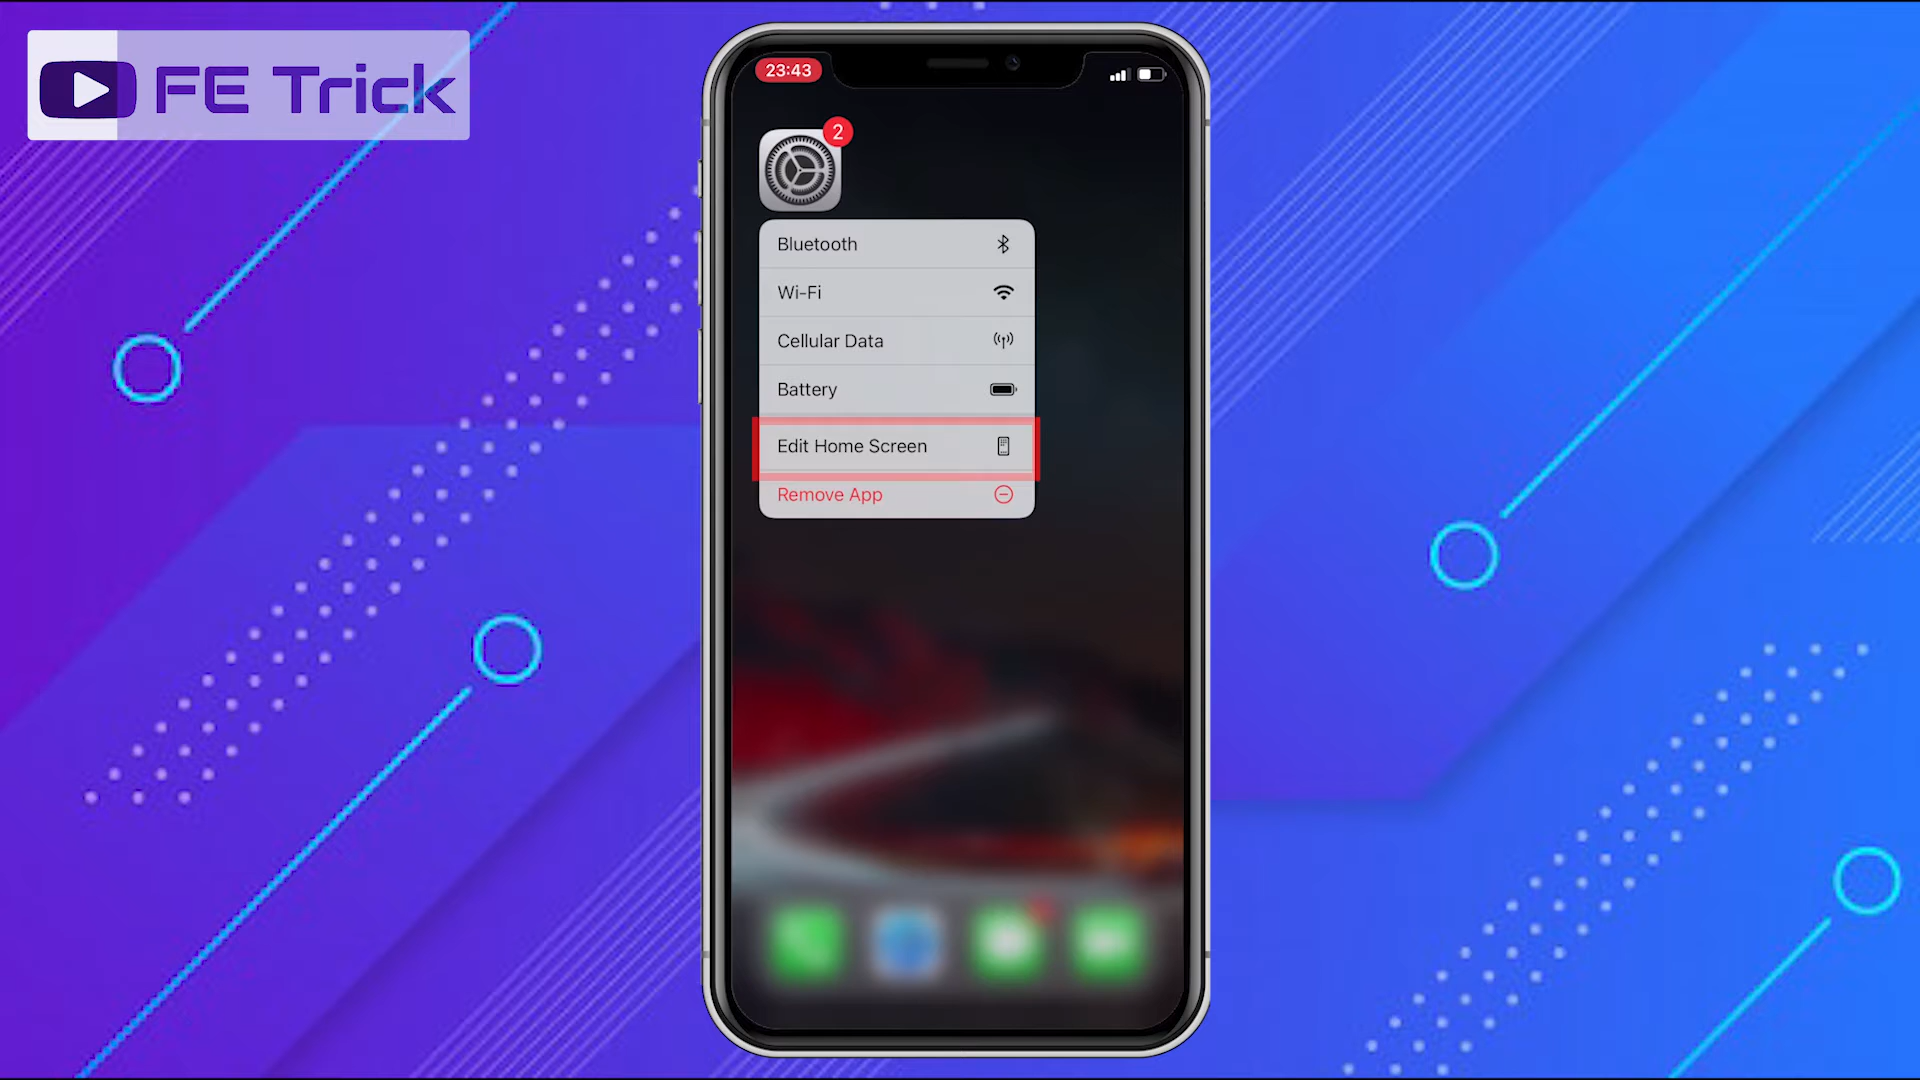 FE Trick
23:43
2
Bluetooth
Wi-Fi
Cellular Data
Battery
Edit Home Screen
Remove App